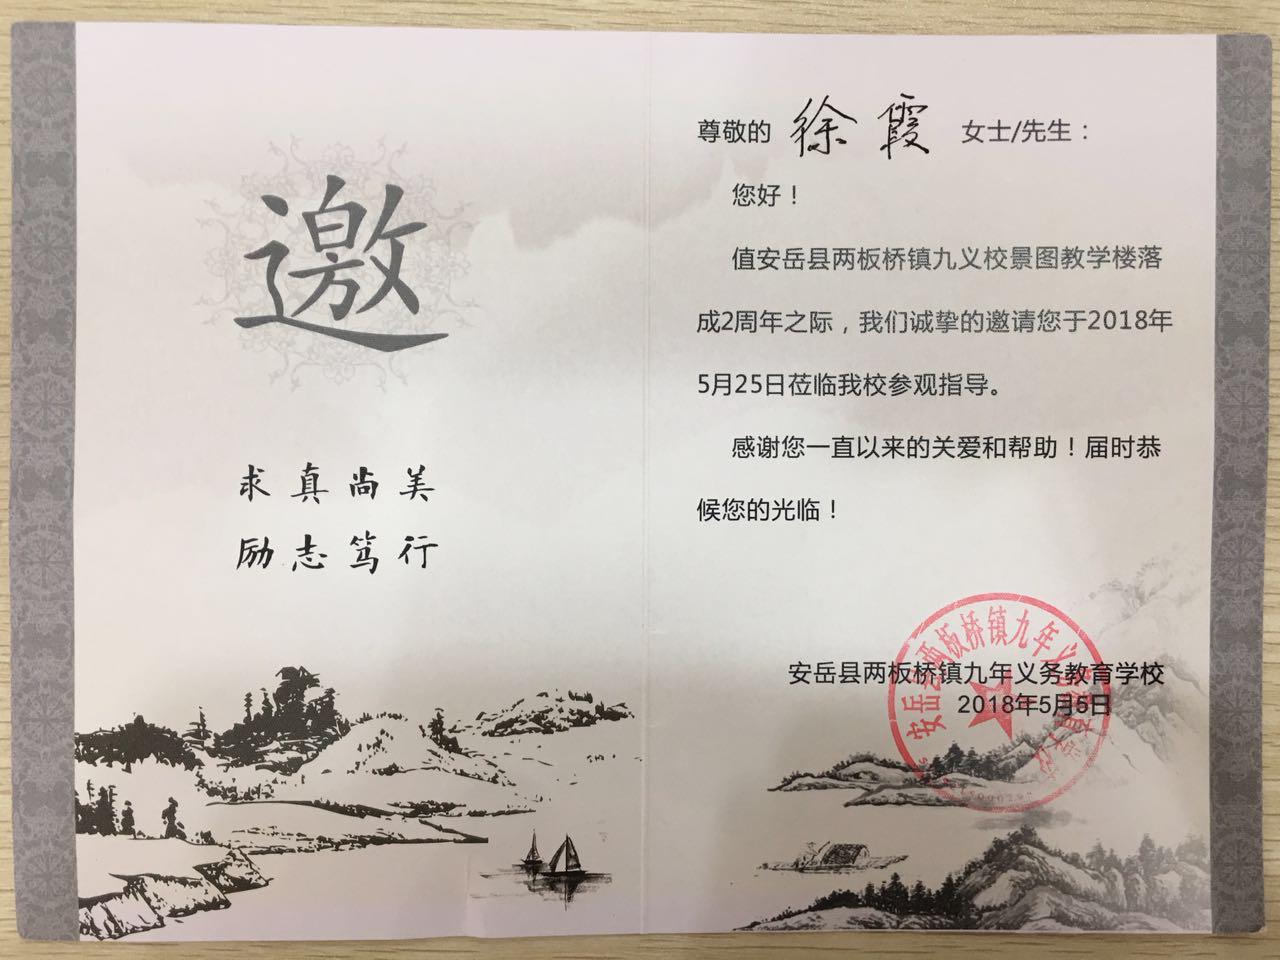 邀
求真尚美
励志笃行
尊敬的 徐霞 女士/先生：
您好！
值安岳县两板桥镇九义校景图教学楼落
成2周年之际，我们诚挚的邀请您于2018年
5月25日莅临我校参观指导。
感谢您一直以来的关爱和帮助！届时恭
候您的光临！
安岳县两板桥镇九年义务教育学校
2018年5月5日
安岳县两板桥镇九年义务教育学校